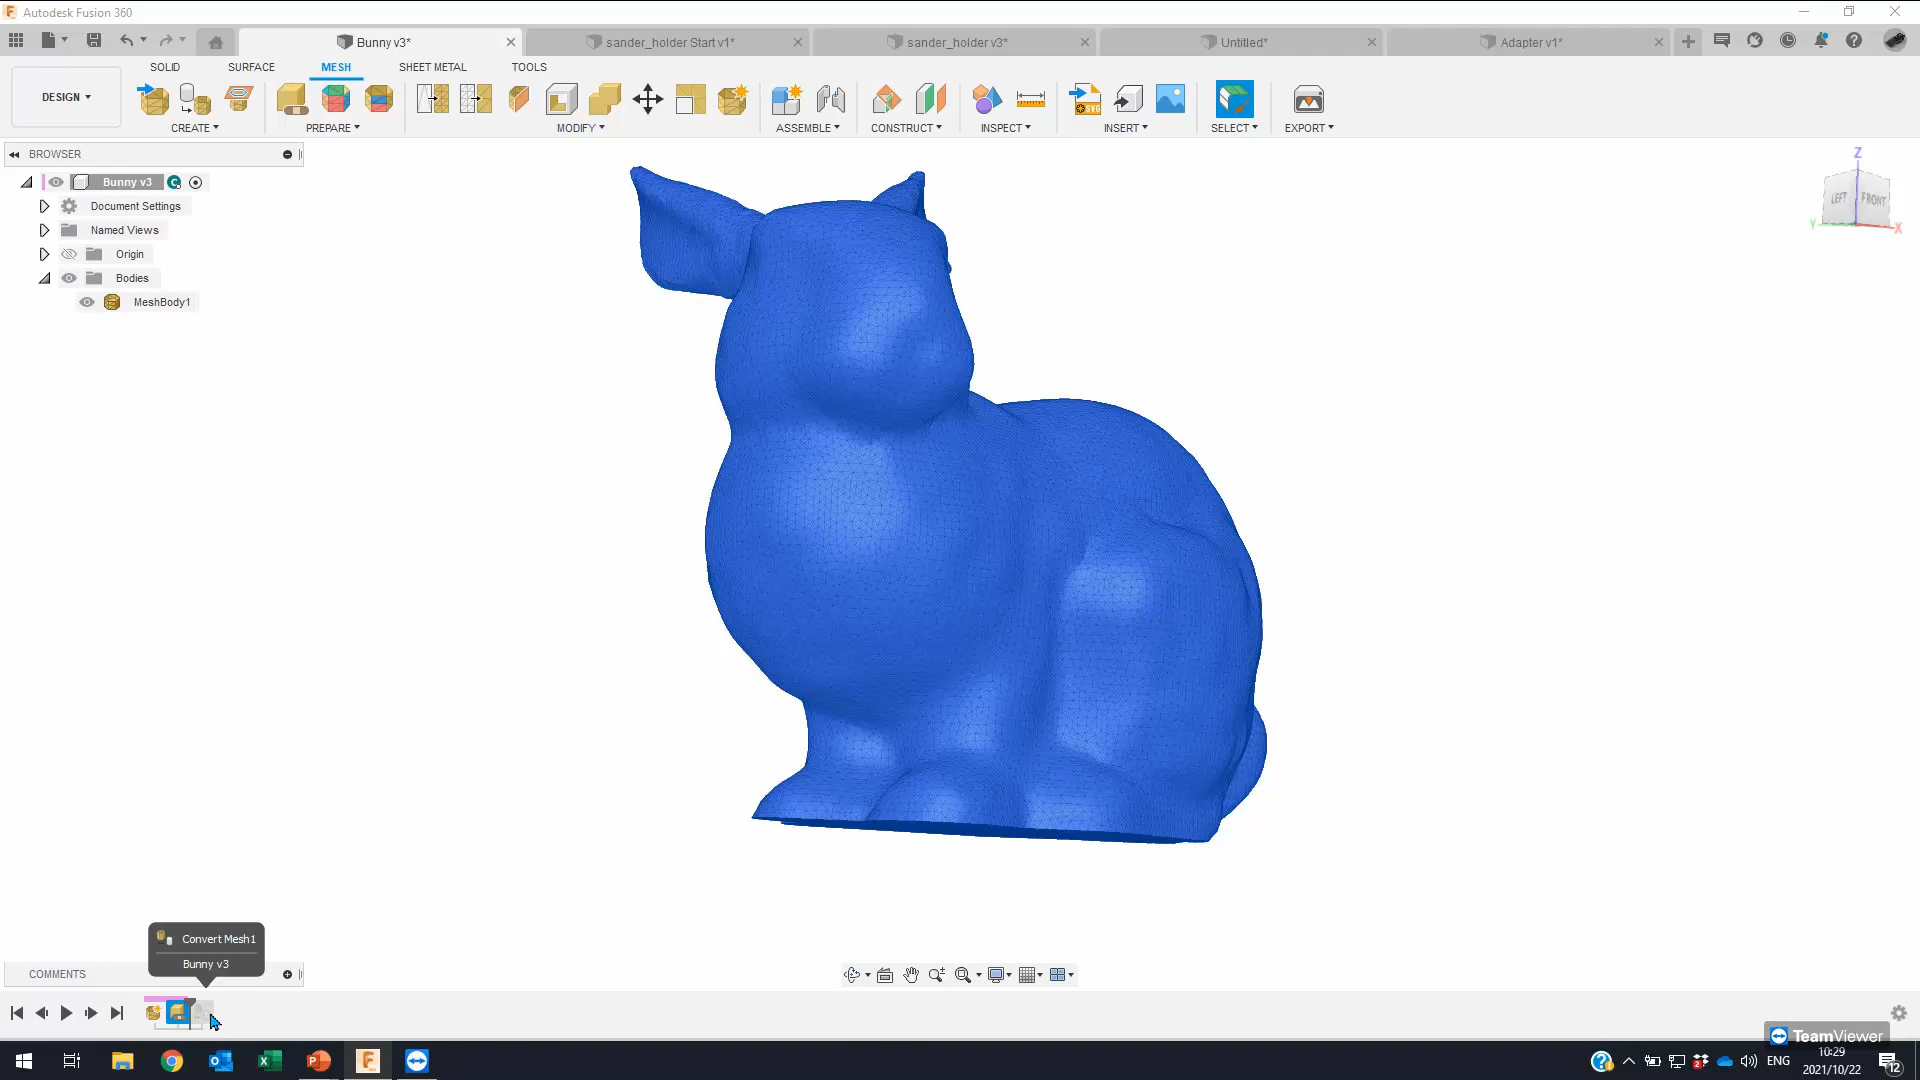 Autodesk Fusion 360
Bunny v3*
sander_holder Start v1*
sander_holder v3*
Untitled*
Adapter v1*
SOLID
SURFACE
MESH
SHEET METAL
TOOLS
DESIGN
CREATE
PREPARE
MODIFY
ASSEMBLE
CONSTRUCT
INSPECT
INSERT
SELECT
EXPORT
SVG
BROWSER
Bunny v3
Document Settings
Named Views
Origin
Bodies
MeshBody1
Z
LEFT
FRONT
Y
X
Convert Mesh1
Bunny v3
COMMENTS
TeamViewer
ENG
10:29
2021/10/22
12